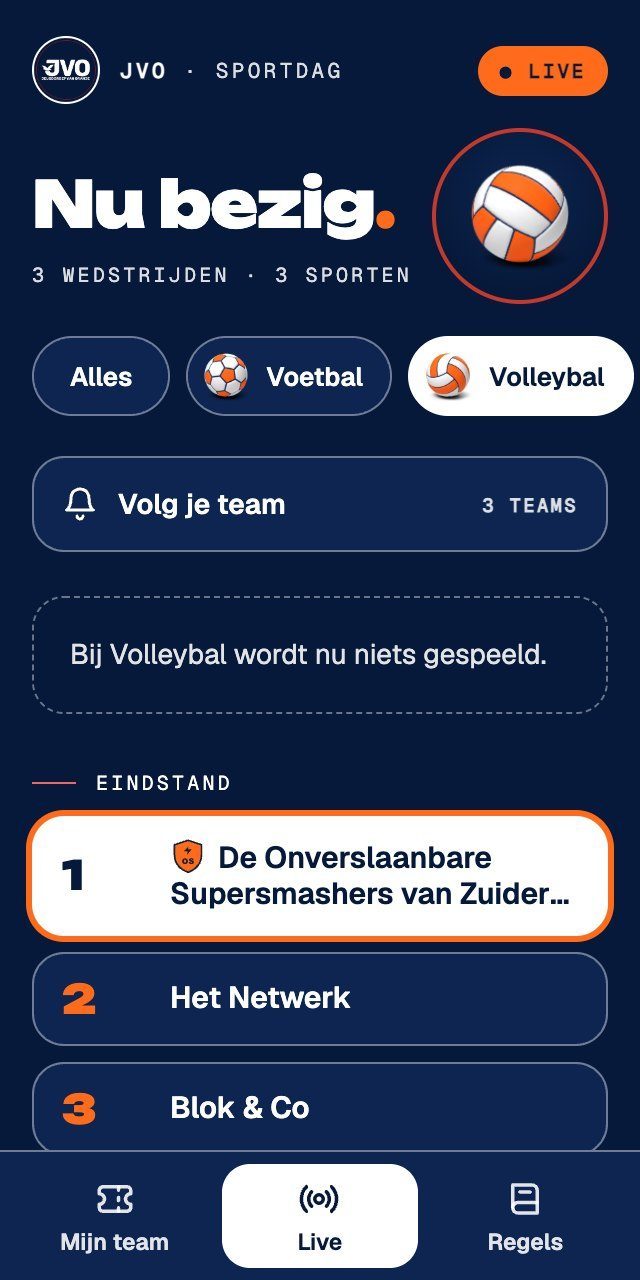 JVO
JVO · SPORTDAG
LIVE
Nu bezig.
3 WEDSTRIJDEN · 3 SPORTEN
Alles
Voetbal
Volleybal
Volg je team
3 TEAMS
Bij Volleybal wordt nu niets gespeeld.
EINDSTAND
1
OS
De Onverslaanbare
Supersmashers van Zuider...
2
Het Netwerk
3
Blok & Co
Mijn team
Live
Regels